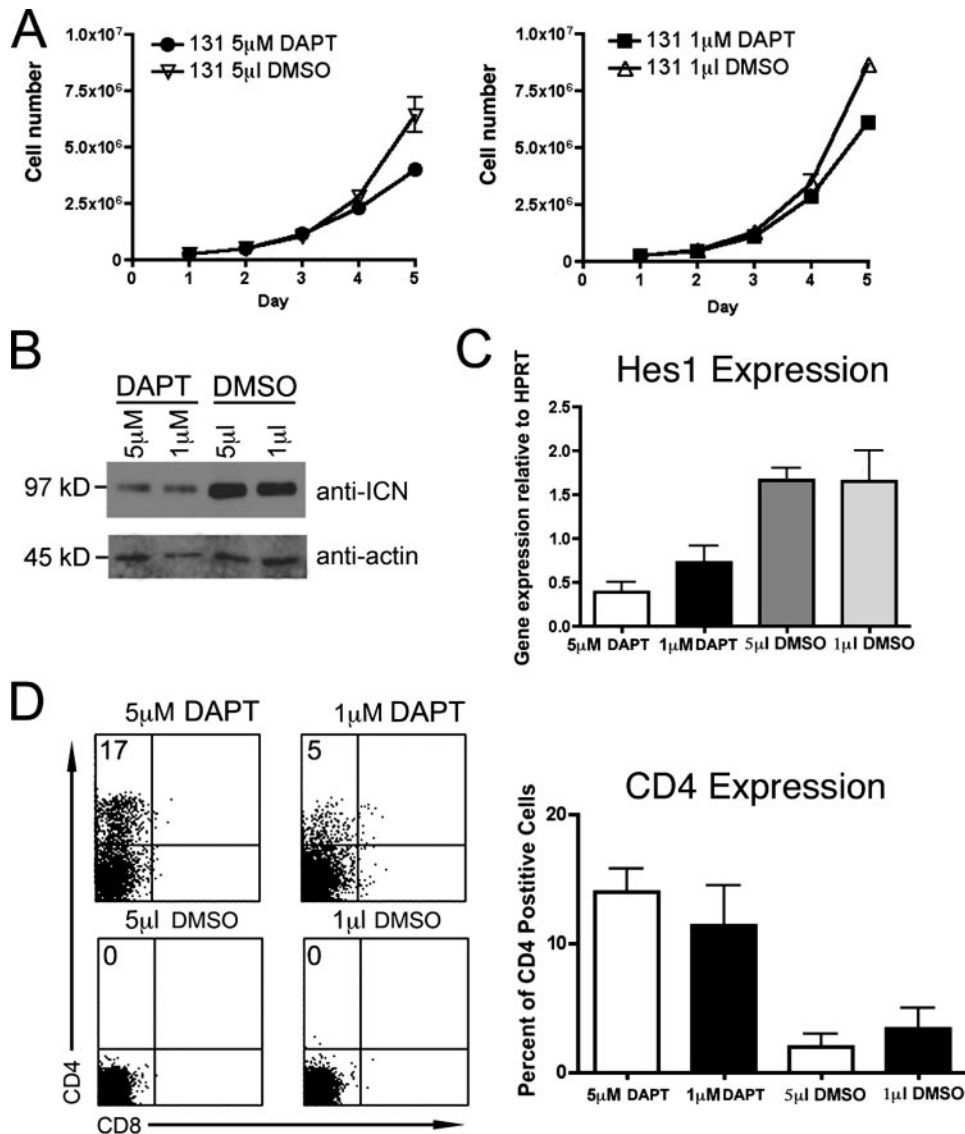 A
131 5μM DAPT
131 5μl DMSO
Cell number
1.0x10⁷
7.5x10⁶
5.0x10⁶
2.5x10⁶
0
0 1 2 3 4 5
Day
131 1μM DAPT
131 1μl DMSO
Cell number
1.0x10⁷
7.5x10⁶
5.0x10⁶
2.5x10⁶
0
0 1 2 3 4 5
Day
B
DAPT DMSO
5μM 1μM 5μl 1μl
97 kD anti-ICN
45 kD anti-actin
C
Hes1 Expression
Gene expression relative to HPRT
2.5
2.0
1.5
1.0
0.5
0.0
5μM DAPT 1μM DAPT 5μl DMSO 1μl DMSO
D
5μM DAPT 1μM DAPT
17 5
5μl DMSO 1μl DMSO
0 0
CD4
CD8
CD4 Expression
Percent of CD4 Postitive Cells
20
10
0
5μM DAPT 1μM DAPT 5μl DMSO 1μl DMSO